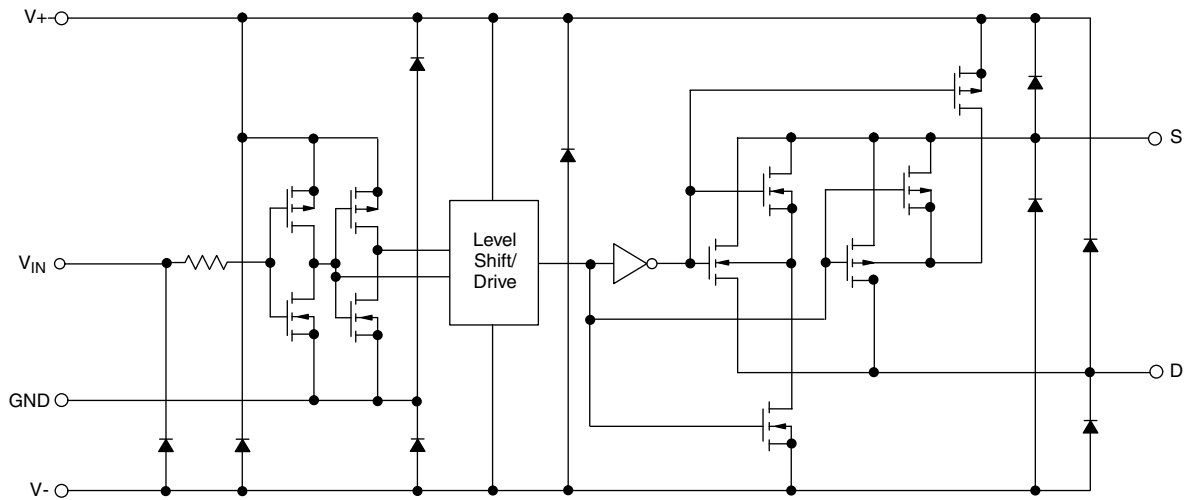 V+
S
Level
Shift/
Drive
VIN
D
GND
V-